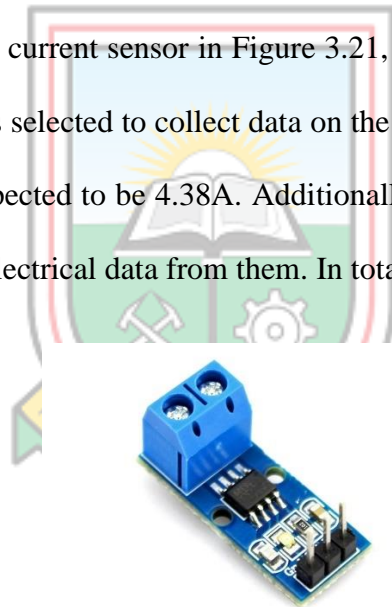 current sensor in Figure 3.21,
selected to collect data on the
pected to be 4.38A. Additionall
lectrical data from them. In tota